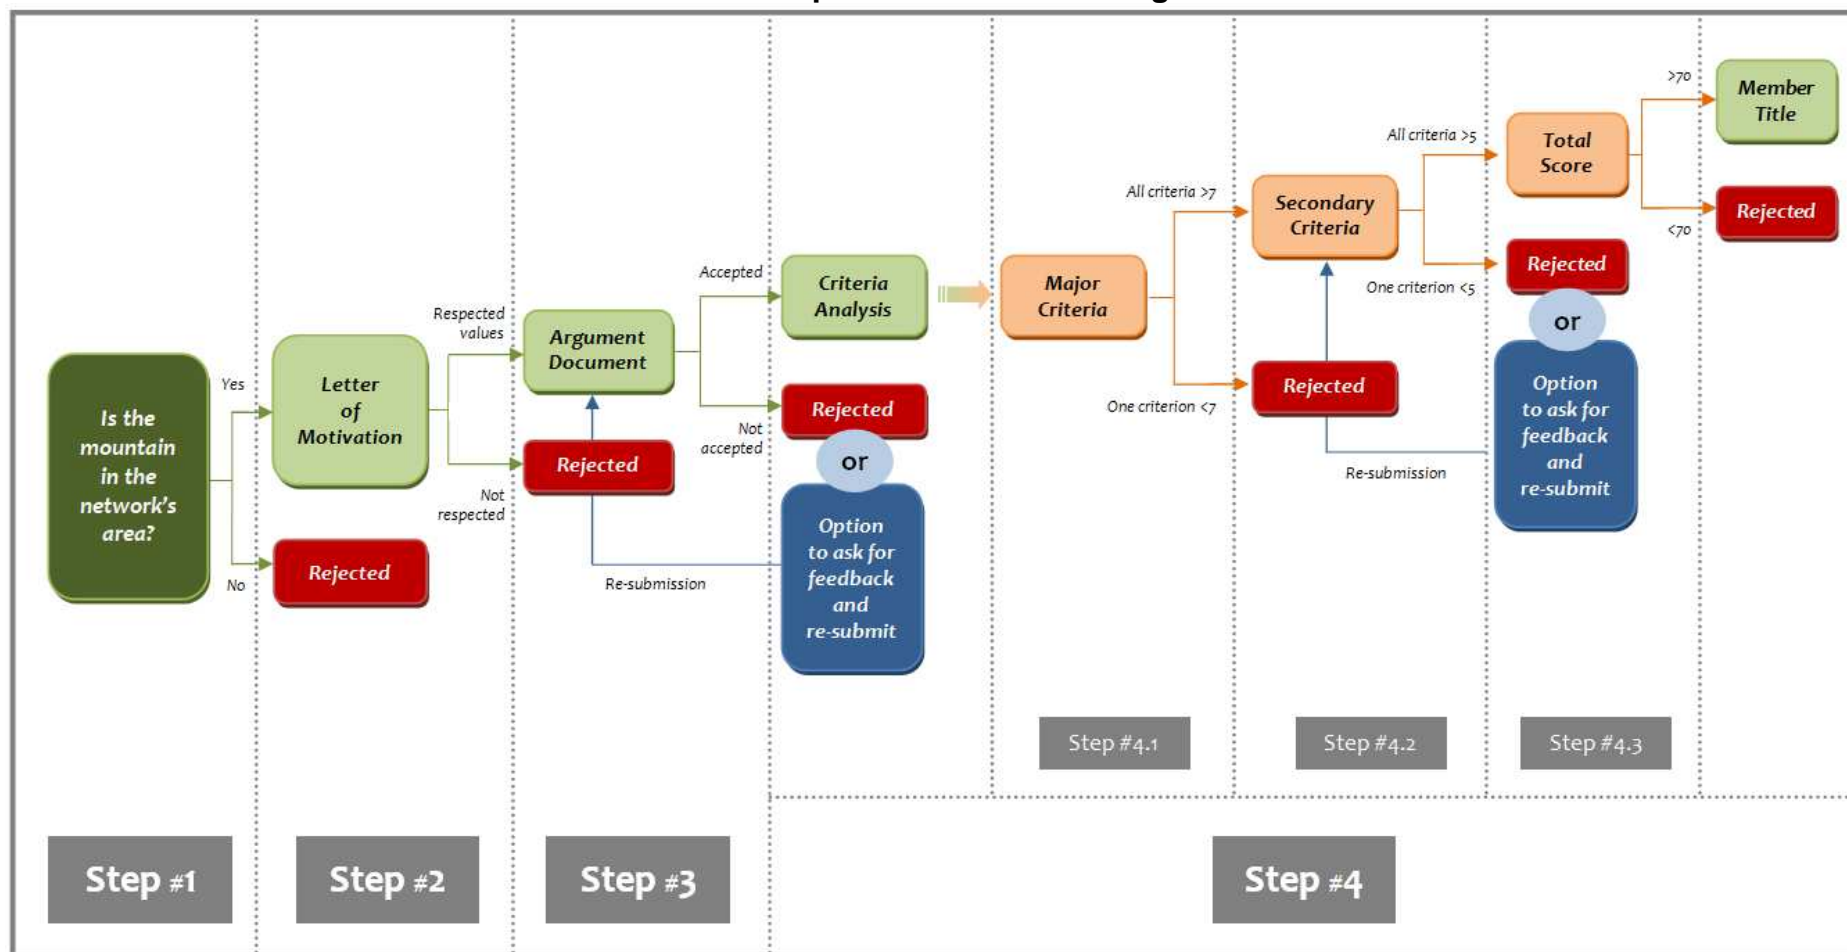 Is the
mountain
in the
network's
area?
Yes
No
Letter
of
Motivation
Rejected
Respected
values
Not
respected
Argument
Document
Rejected
Re-submission
Accepted
Not
accepted
Criteria
Analysis
Rejected
or
Option
to ask for
feedback
and
re-submit
Major
Criteria
All criteria >7
One criterion <7
Secondary
Criteria
Rejected
Re-submission
All criteria >5
One criterion <5
Total
Score
Rejected
or
Option
to ask for
feedback
and
re-submit
>70
<70
Member
Title
Rejected
Step #4.1
Step #4.2
Step #4.3
Step #1
Step #2
Step #3
Step #4